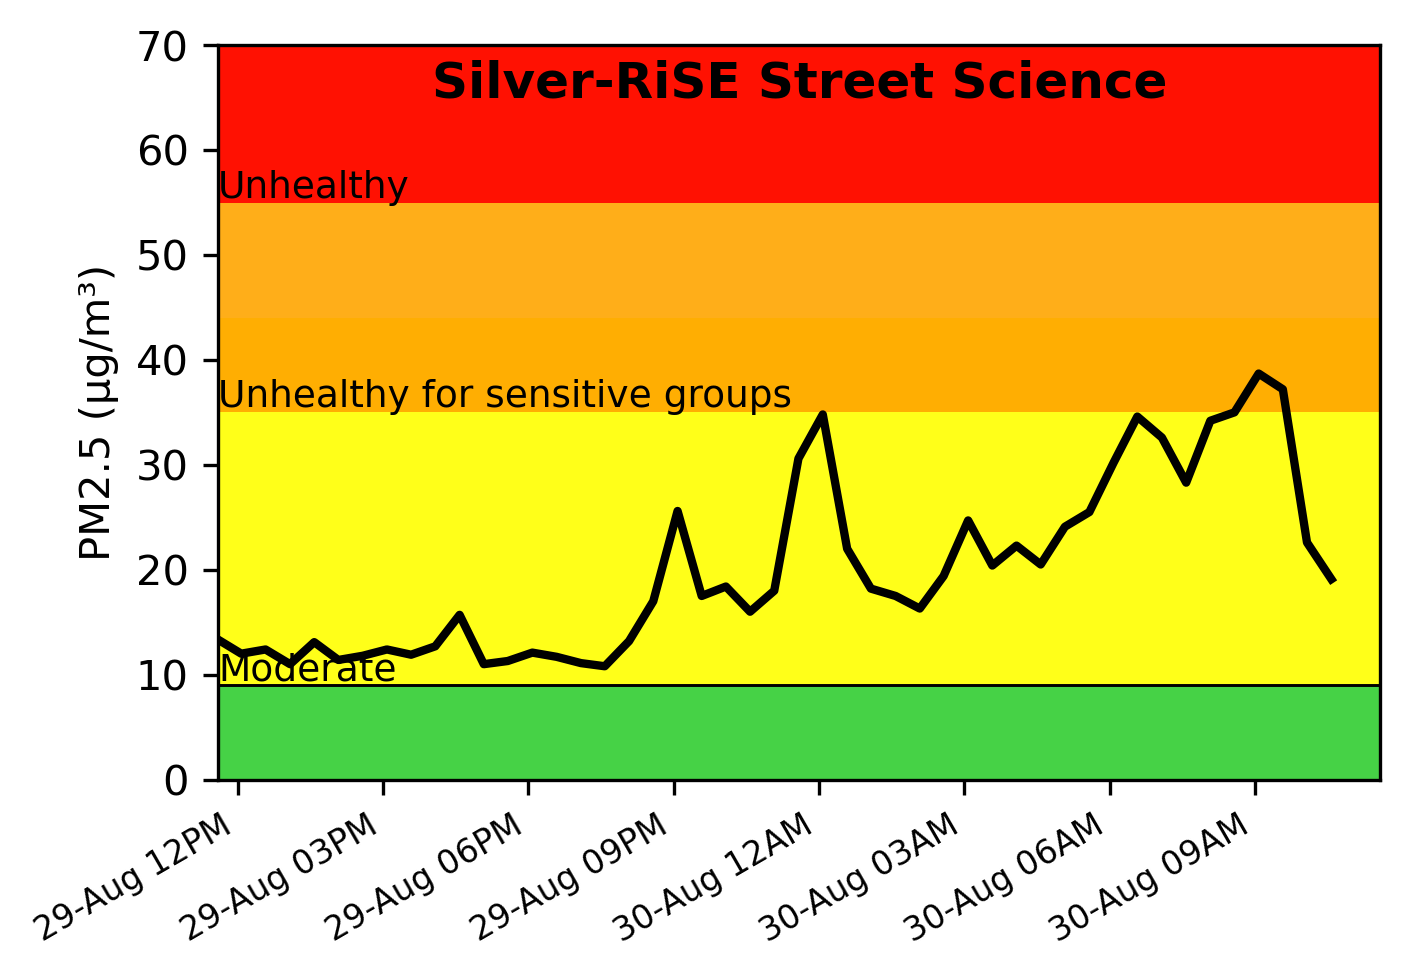 Silver-RiSE Street Science
70
60
50
40
30
20
10
0
PM2.5 (µg/m³)
Unhealthy
Unhealthy for sensitive groups
Moderate
29-Aug 12PM
29-Aug 03PM
29-Aug 06PM
29-Aug 09PM
30-Aug 12AM
30-Aug 03AM
30-Aug 06AM
30-Aug 09AM